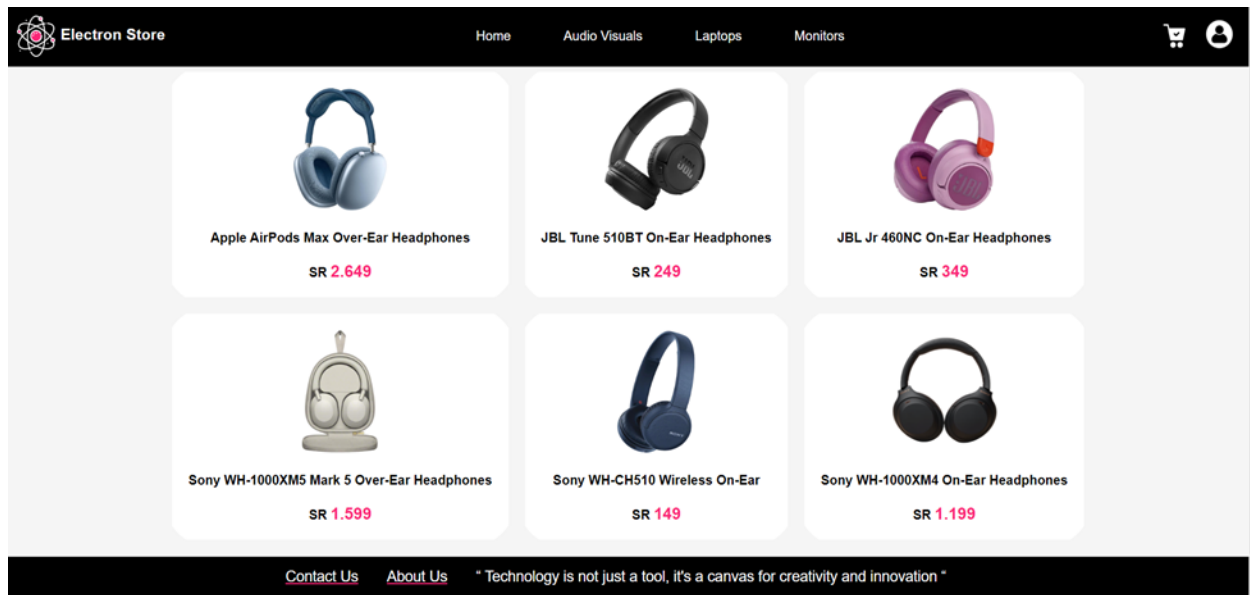 Electron Store
Home Audio Visuals Laptops Monitors
Apple AirPods Max Over-Ear Headphones
SR 2.649
JBL Tune 510BT On-Ear Headphones
SR 249
JBL Jr 460NC On-Ear Headphones
SR 349
Sony WH-1000XM5 Mark 5 Over-Ear Headphones
SR 1.599
Sony WH-CH510 Wireless On-Ear
SR 149
Sony WH-1000XM4 On-Ear Headphones
SR 1.199
Contact Us About Us “ Technology is not just a tool, it's a canvas for creativity and innovation “